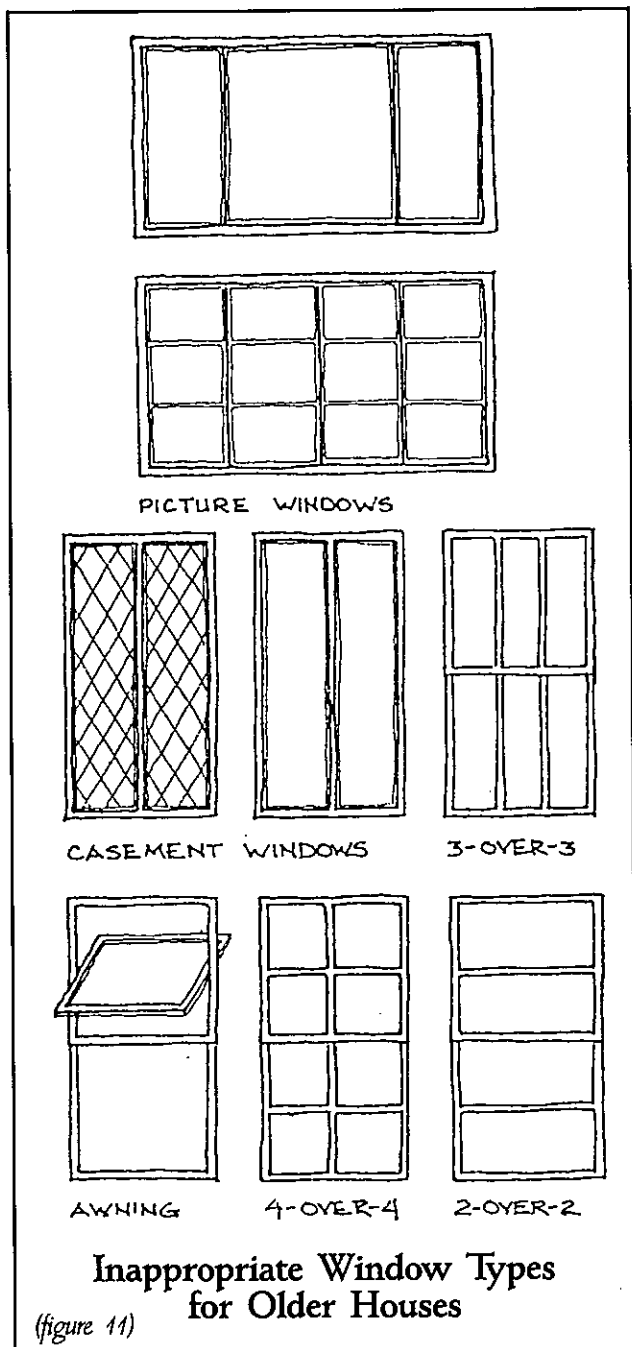 PICTURE WINDOWS
CASEMENT WINDOWS 3-OVER-3
AWNING 4-OVER-4 2-OVER-2
Inappropriate Window Types
for Older Houses
(figure 11)